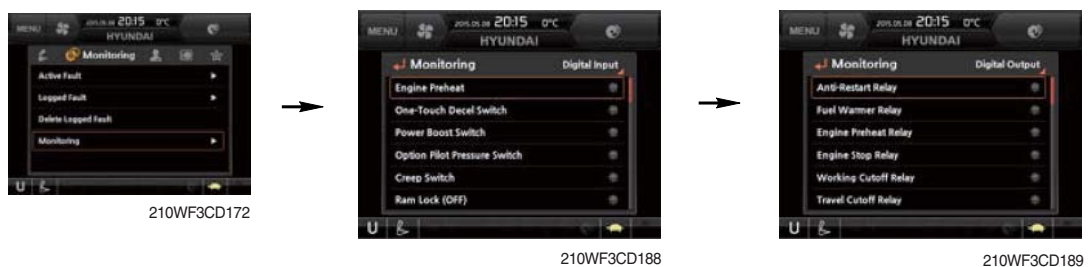 MENU 2015.05.08 20:15 0°C
HYUNDAI
Monitoring
Active Fault
Logged Fault
Delete Logged Fault
Monitoring
U
210WF3CD172
MENU 2015.05.08 20:15 0°C
HYUNDAI
Monitoring Digital Input
Engine Preheat
One-Touch Decel Switch
Power Boost Switch
Option Pilot Pressure Switch
Creep Switch
Ram Lock (OFF)
U
210WF3CD188
MENU 2015.05.08 20:15 0°C
HYUNDAI
Monitoring Digital Output
Anti-Restart Relay
Fuel Warmer Relay
Engine Preheat Relay
Engine Stop Relay
Working Cutoff Relay
Travel Cutoff Relay
U
210WF3CD189